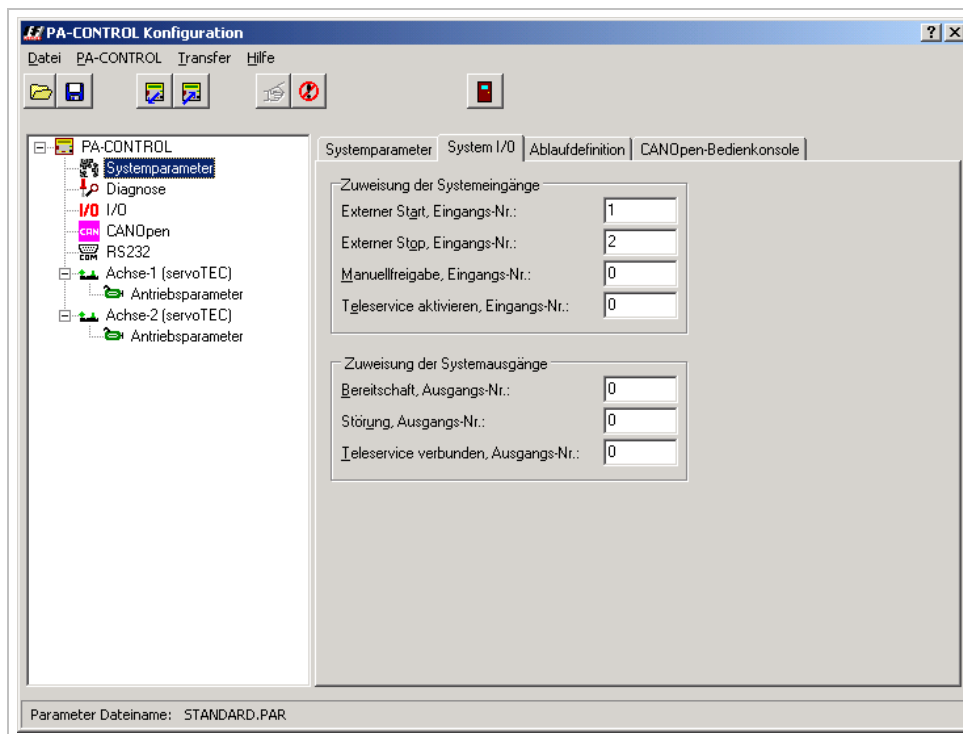 PA-CONTROL Konfiguration
Datei PA-CONTROL Transfer Hilfe
PA-CONTROL
Systemparameter
Diagnose
I/O I/O
CAN CANOpen
COM RS232
Achse-1 (servoTEC)
Antriebsparameter
Achse-2 (servoTEC)
Antriebsparameter
Systemparameter System I/O Ablaufdefinition CANOpen-Bedienkonsole
Zuweisung der Systemeingänge
Externer Start, Eingangs-Nr.: 1
Externer Stop, Eingangs-Nr.: 2
Manuellfreigabe, Eingangs-Nr.: 0
Teleservice aktivieren, Eingangs-Nr.: 0
Zuweisung der Systemausgänge
Bereitschaft, Ausgangs-Nr.: 0
Störung, Ausgangs-Nr.: 0
Teleservice verbunden, Ausgangs-Nr.: 0
Parameter Dateiname: STANDARD.PAR